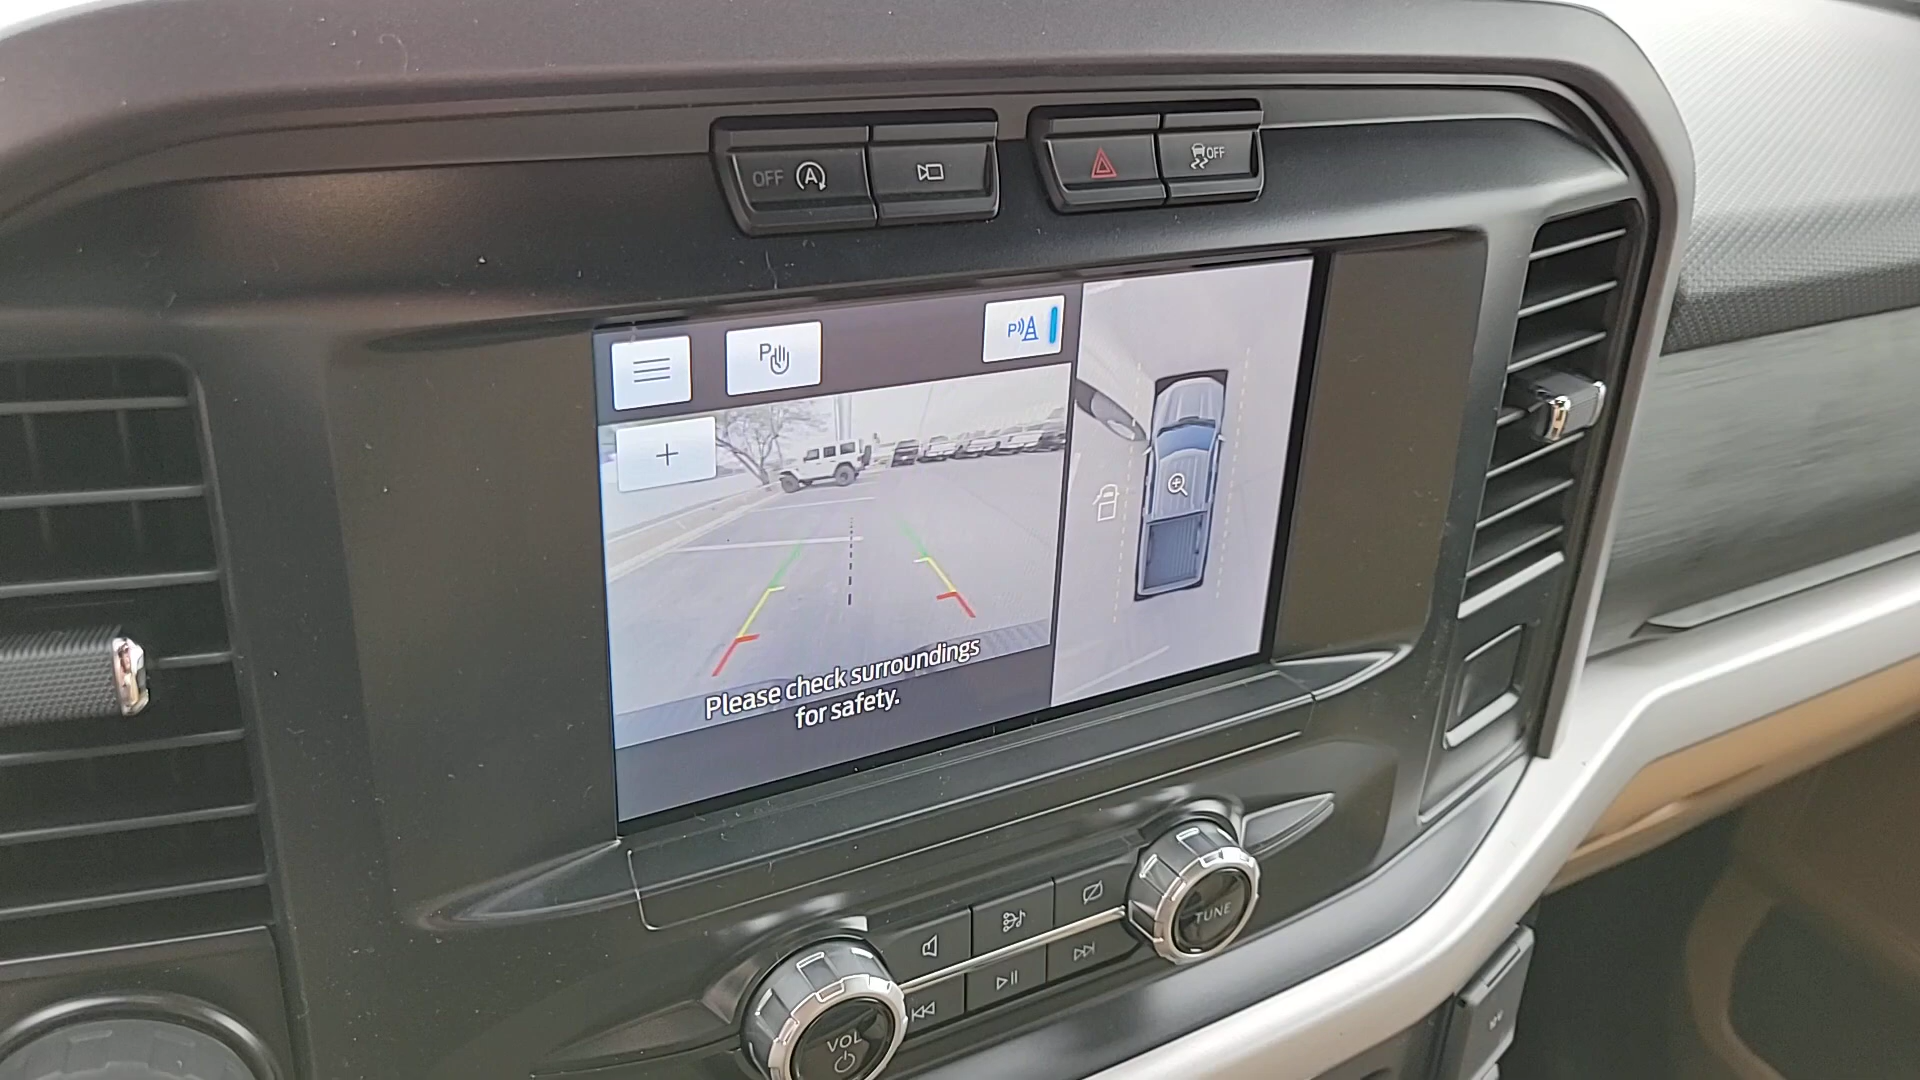 OFF A
OFF
P
P
Please check surroundings
for safety.
TUNE
VOL